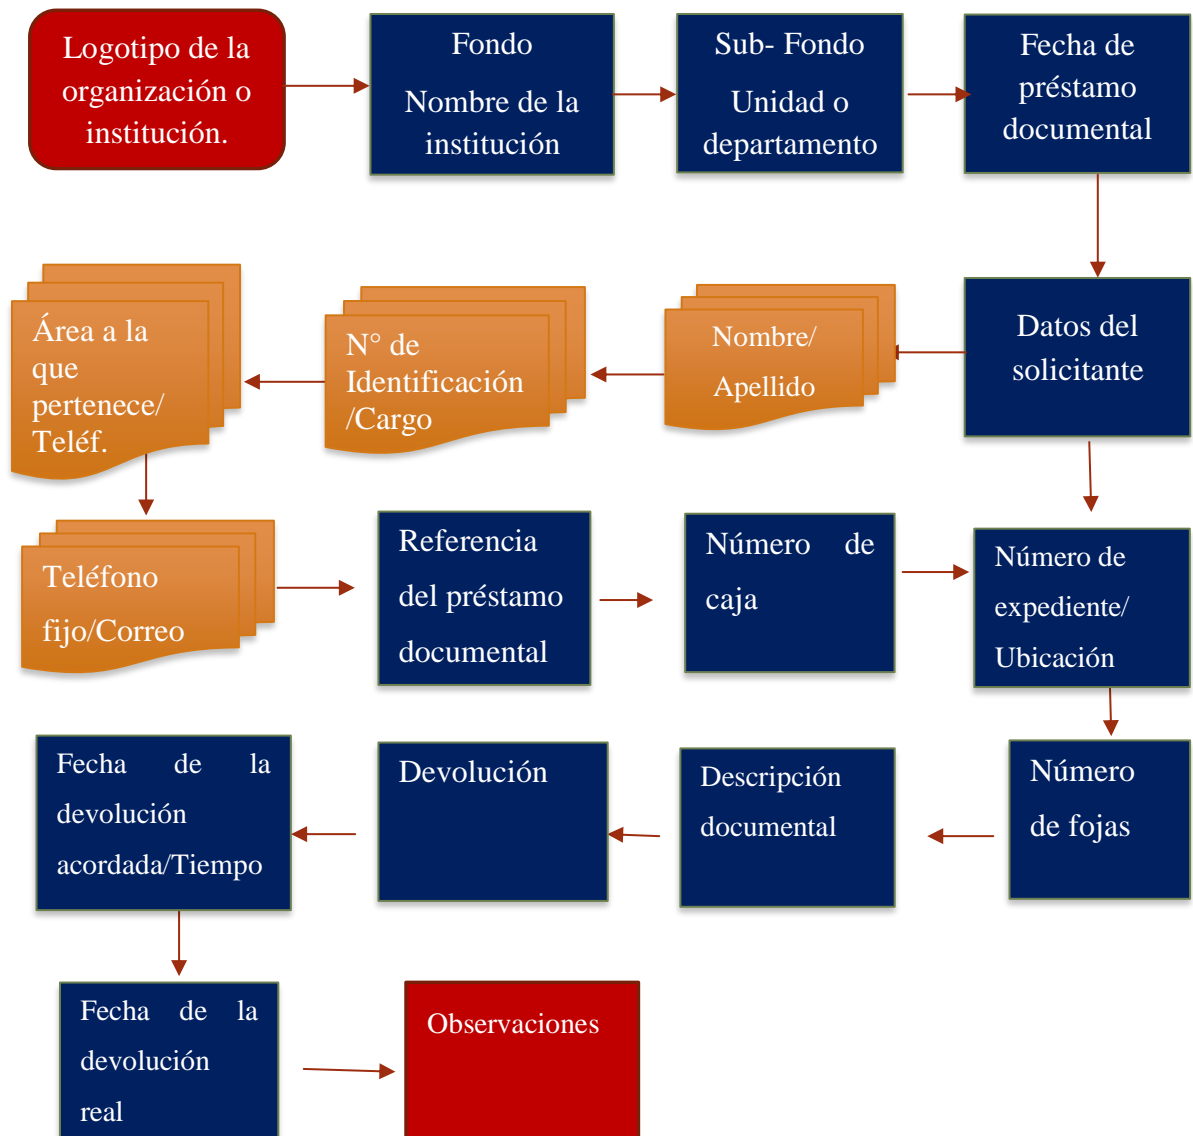 Logotipo de la
organización o
institución.
Fondo
Nombre de la
institución
Sub- Fondo
Unidad o
departamento
Fecha de
préstamo
documental
Datos del
solicitante
Nombre/
Apellido
N° de
Identificación
/Cargo
Área a la
que
pertenece/
Teléf.
Teléfono
fijo/Correo
Referencia
del préstamo
documental
Número de
caja
Número de
expediente/
Ubicación
Número
de fojas
Descripción
documental
Devolución
Fecha de la
devolución
acordada/Tiempo
Fecha de la
devolución
real
Observaciones